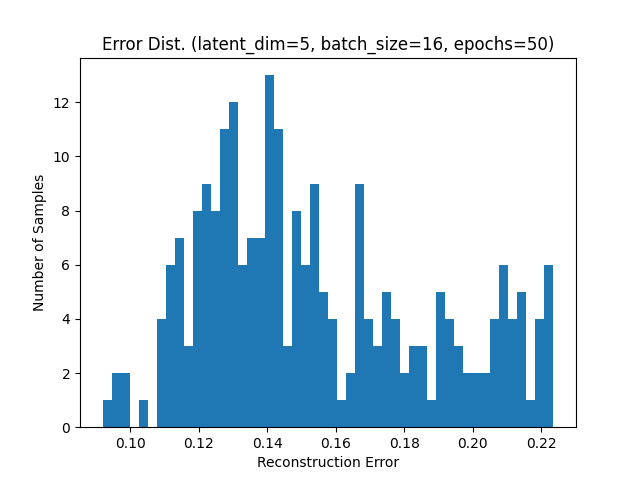 Error Dist. (latent_dim=5, batch_size=16, epochs=50)
12
10
8
6
4
2
0
Number of Samples
0.10 0.12 0.14 0.16 0.18 0.20 0.22
Reconstruction Error